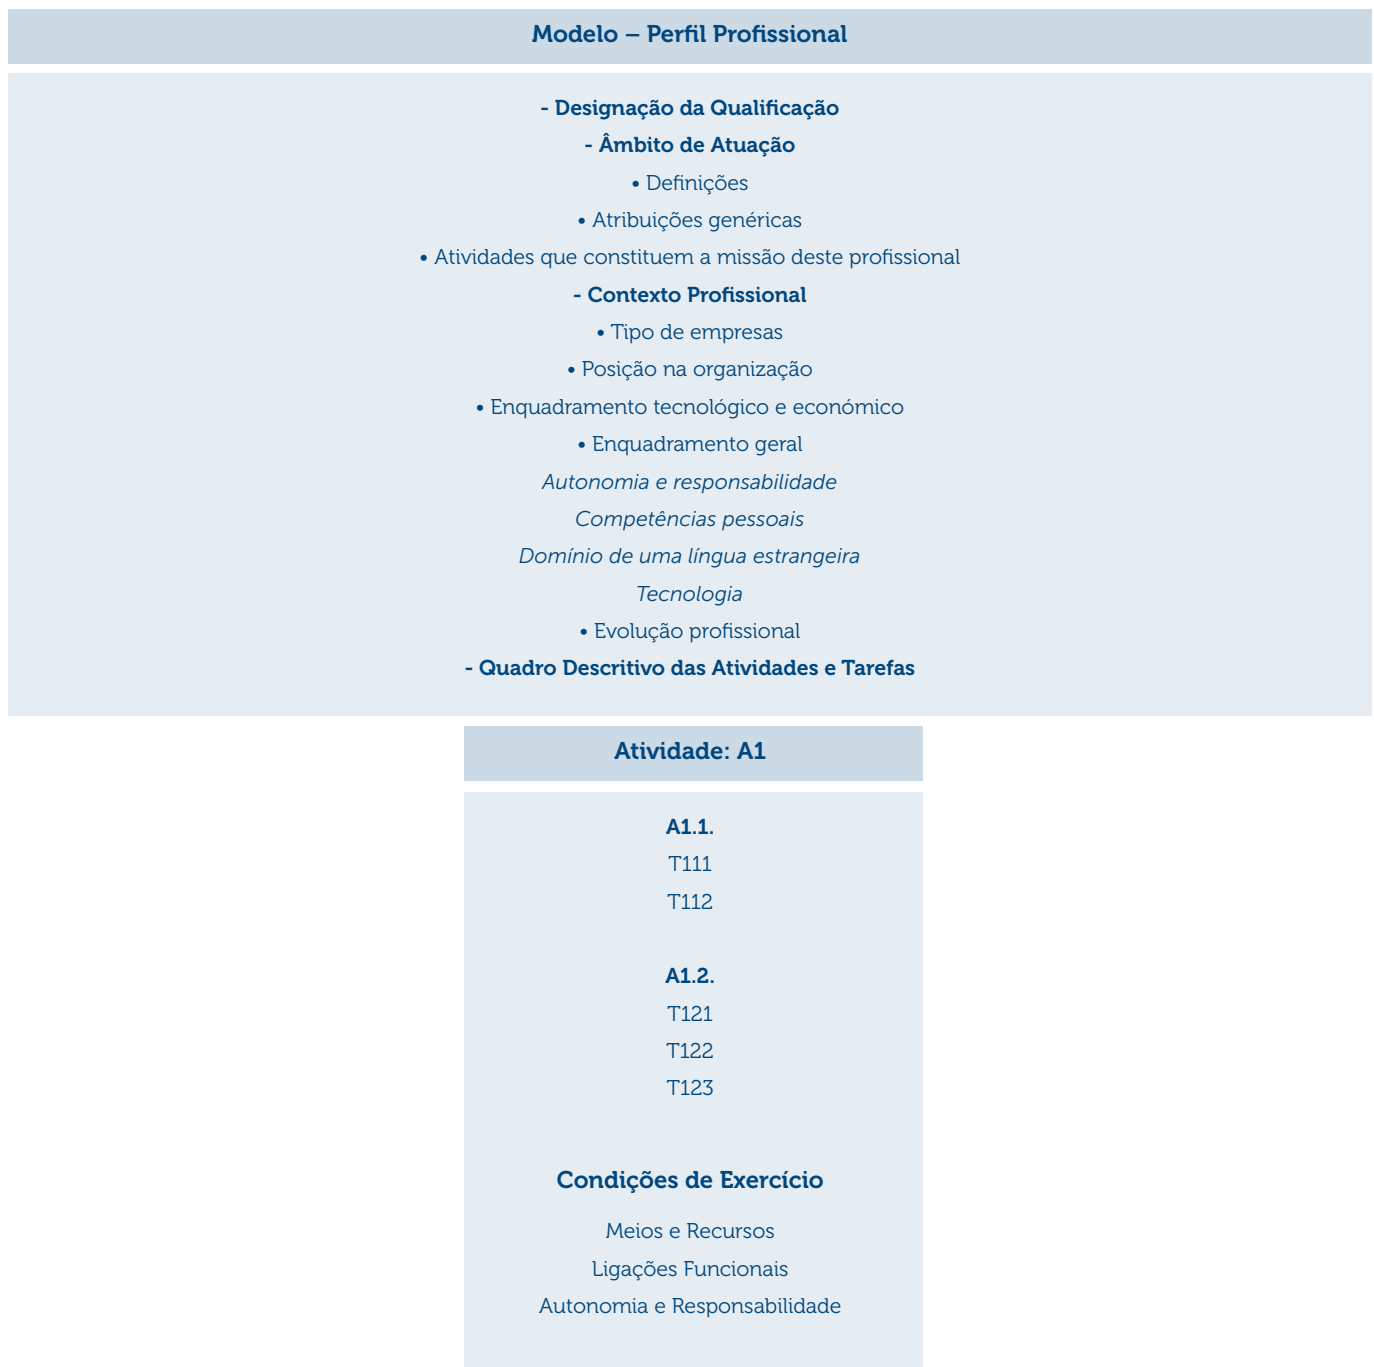 Modelo – Perfil Profissional
- Designação da Qualificação
- Âmbito de Atuação
• Definições
• Atribuições genéricas
• Atividades que constituem a missão deste profissional
- Contexto Profissional
• Tipo de empresas
• Posição na organização
• Enquadramento tecnológico e económico
• Enquadramento geral
Autonomia e responsabilidade
Competências pessoais
Domínio de uma língua estrangeira
Tecnologia
• Evolução profissional
- Quadro Descritivo das Atividades e Tarefas
Atividade: A1
A1.1.
T111
T112
A1.2.
T121
T122
T123
Condições de Exercício
Meios e Recursos
Ligações Funcionais
Autonomia e Responsabilidade